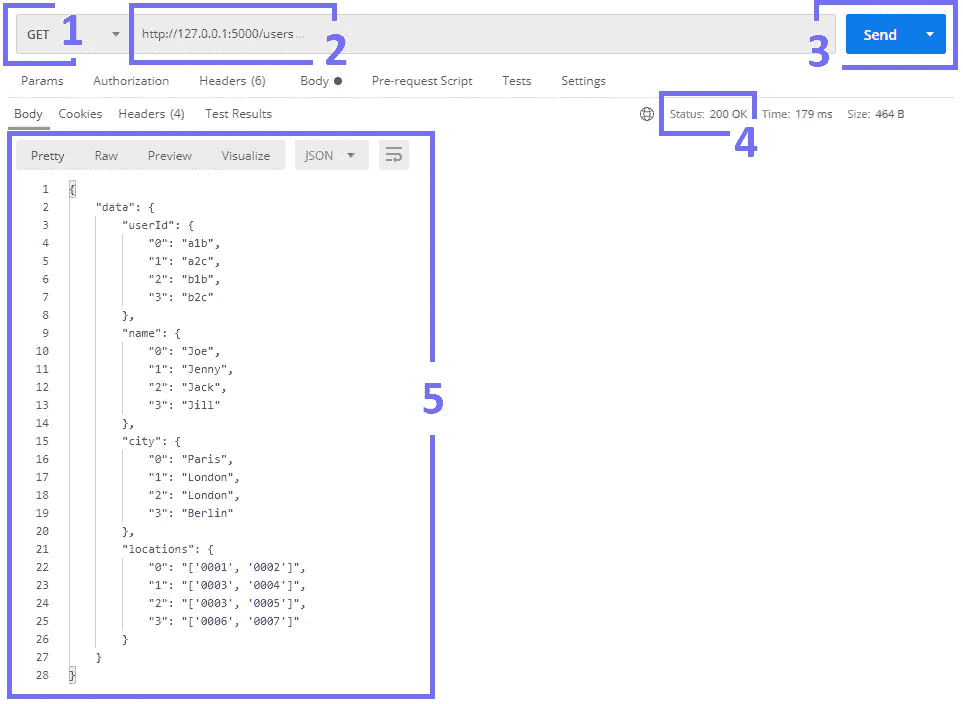 GET 1 http://127.0.0.1:5000/users... 2 3 Send
Params Authorization Headers (6) Body Pre-request Script Tests Settings
Body Cookies Headers (4) Test Results Status: 200 OK Time: 179 ms Size: 464 B
4
Pretty Raw Preview Visualize JSON
1 {
2 "data": {
3 "userId": {
4 "0": "a1b",
5 "1": "a2c",
6 "2": "b1b",
7 "3": "b2c"
8 },
9 "name": {
10 "0": "Joe",
11 "1": "Jenny",
12 "2": "Jack",
13 "3": "Jill"
5
14 },
15 "city": {
16 "0": "Paris",
17 "1": "London",
18 "2": "London",
19 "3": "Berlin"
20 },
21 "locations": {
22 "0": "['0001', '0002']",
23 "1": "['0003', '0004']",
24 "2": "['0003', '0005']",
25 "3": "['0006', '0007']"
26 }
27 }
28 }